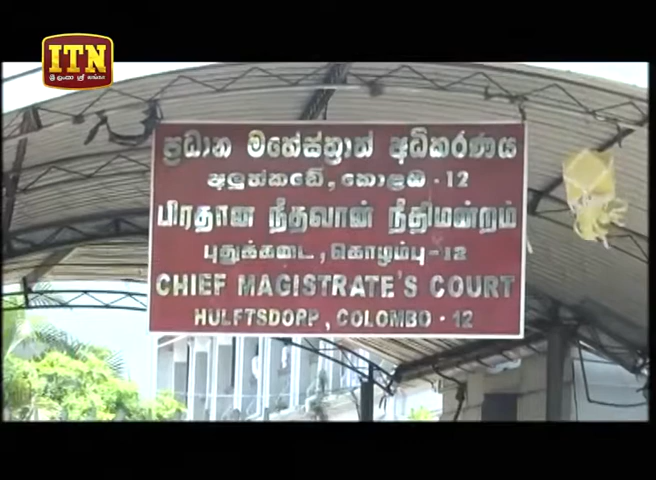 ITN
ශ්‍රී ලංකා ஸ்ரீ லங்கா
ප්‍රධාන මහේස්ත්‍රාත් අධිකරණය
අලුත්කඩේ, කොළඹ - 12
பிரதான நீதவான் நீதிமன்றம்
புதுக்கடை, கொழும்பு-12
CHIEF MAGISTRATE'S COURT
HULFTSDORP, COLOMBO - 12